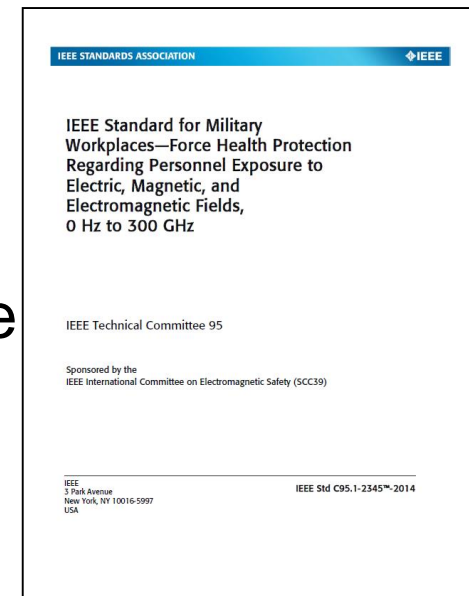 IEEE STANDARDS ASSOCIATION
IEEE
IEEE Standard for Military
Workplaces—Force Health Protection
Regarding Personnel Exposure to
Electric, Magnetic, and
Electromagnetic Fields,
0 Hz to 300 GHz
e
IEEE Technical Committee 95
Sponsored by the
IEEE International Committee on Electromagnetic Safety (SCC39)
IEEE
3 Park Avenue
New York, NY 10016-5997
USA
IEEE Std C95.1-2345™-2014